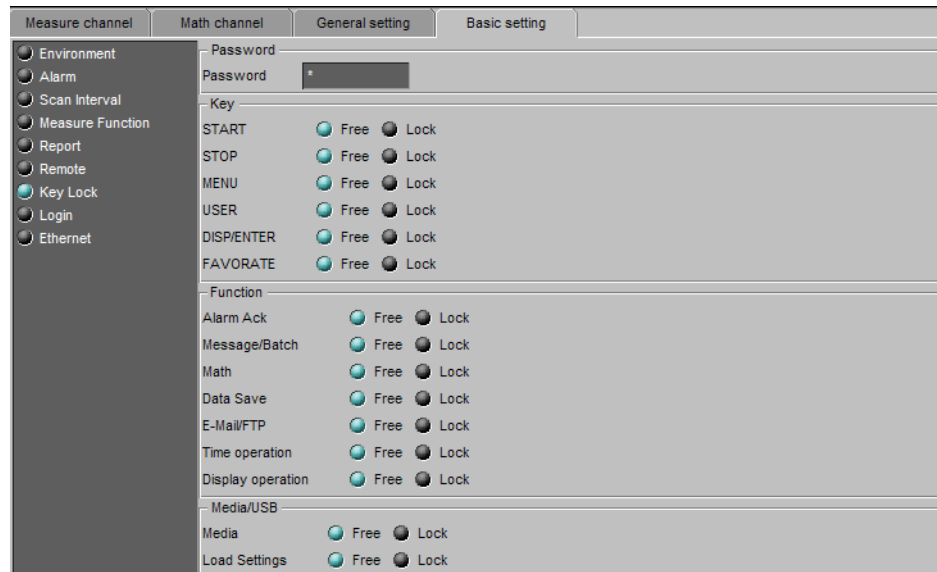 Measure channel Math channel General setting Basic setting
Environment
Alarm
Scan Interval
Measure Function
Report
Remote
Key Lock
Login
Ethernet
Password
Password *
Key
START Free Lock
STOP Free Lock
MENU Free Lock
USER Free Lock
DISP/ENTER Free Lock
FAVORATE Free Lock
Function
Alarm Ack Free Lock
Message/Batch Free Lock
Math Free Lock
Data Save Free Lock
E-Mail/FTP Free Lock
Time operation Free Lock
Display operation Free Lock
Media/USB
Media Free Lock
Load Settings Free Lock